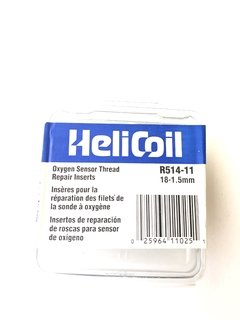 HeliCoil
Oxygen Sensor Thread
Repair Inserts
R514-11
18-1.5mm
Insères pour la
réparation des filets de
la sonde à oxygène
Insertos de reparación
de roscas para sensor
de oxígeno
0 25964 11025 1